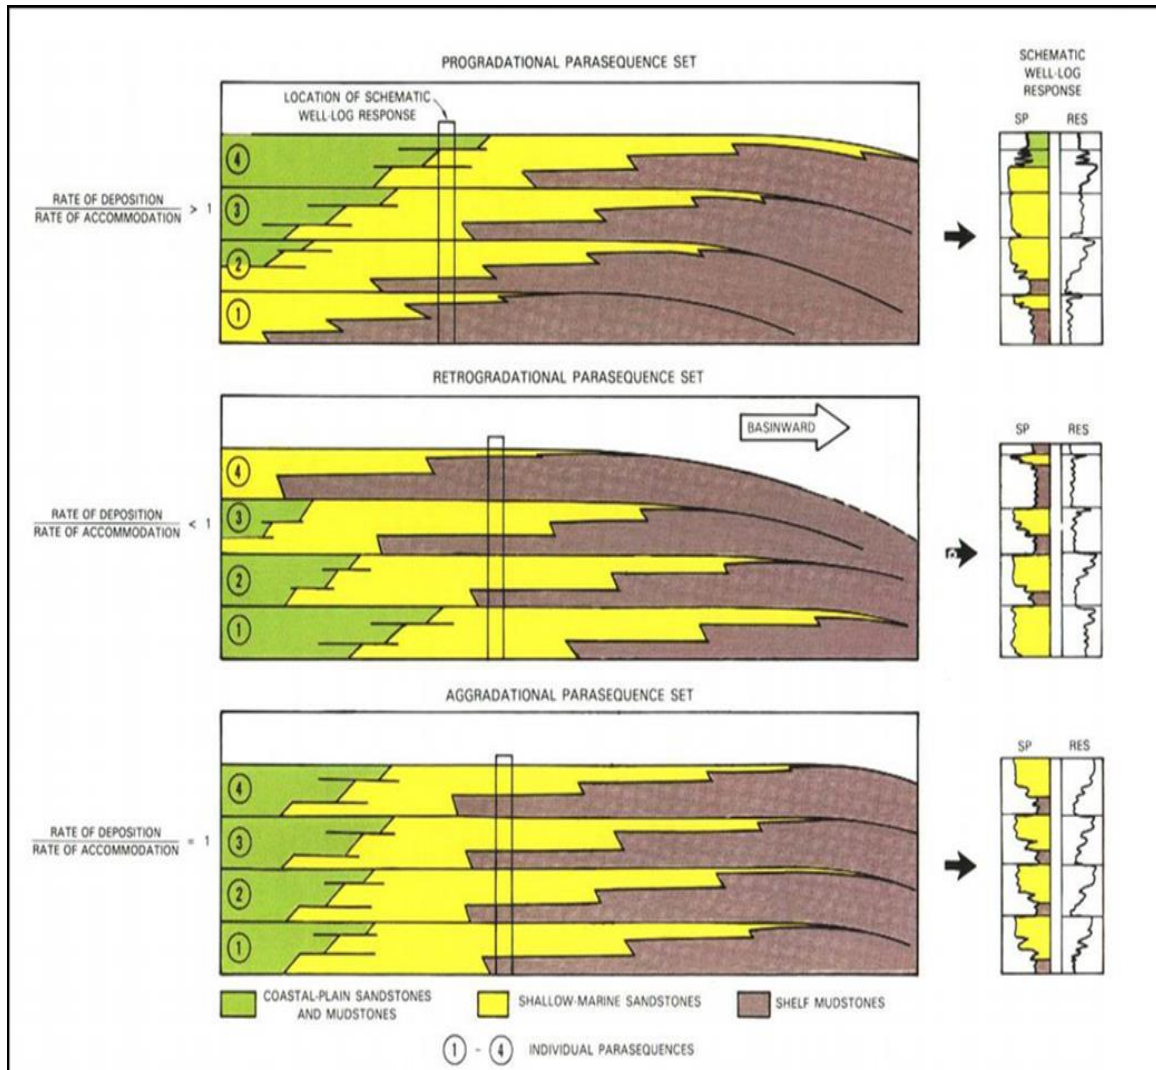 PROGRADATIONAL PARASEQUENCE SET
SCHEMATIC
WELL-LOG
RESPONSE
LOCATION OF SCHEMATIC
WELL-LOG RESPONSE
SP RES
4
3
2
1
RATE OF DEPOSITION
RATE OF ACCOMMODATION > 1
RETROGRADATIONAL PARASEQUENCE SET
BASINWARD
SP RES
4
3
2
1
RATE OF DEPOSITION
RATE OF ACCOMMODATION < 1
AGGRADATIONAL PARASEQUENCE SET
SP RES
4
3
2
1
RATE OF DEPOSITION
RATE OF ACCOMMODATION = 1
COASTAL-PLAIN SANDSTONES
AND MUDSTONES
SHALLOW-MARINE SANDSTONES
SHELF MUDSTONES
1 - 4 INDIVIDUAL PARASEQUENCES